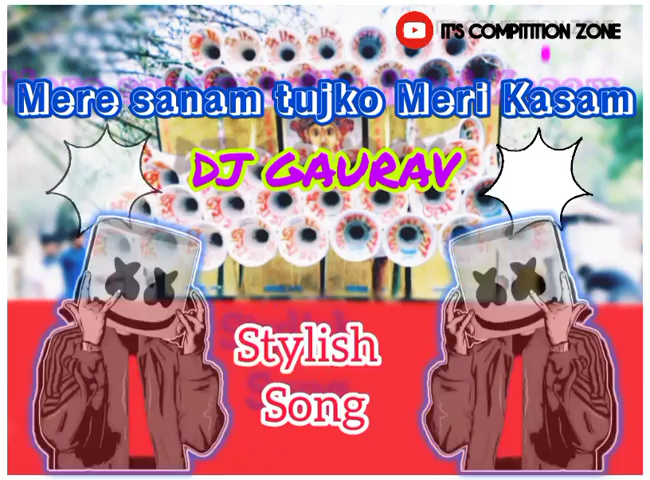 IT'S COMPITITION ZONE
Mere sanam tujko Meri Kasam
DJ GAURAV
Stylish
Song